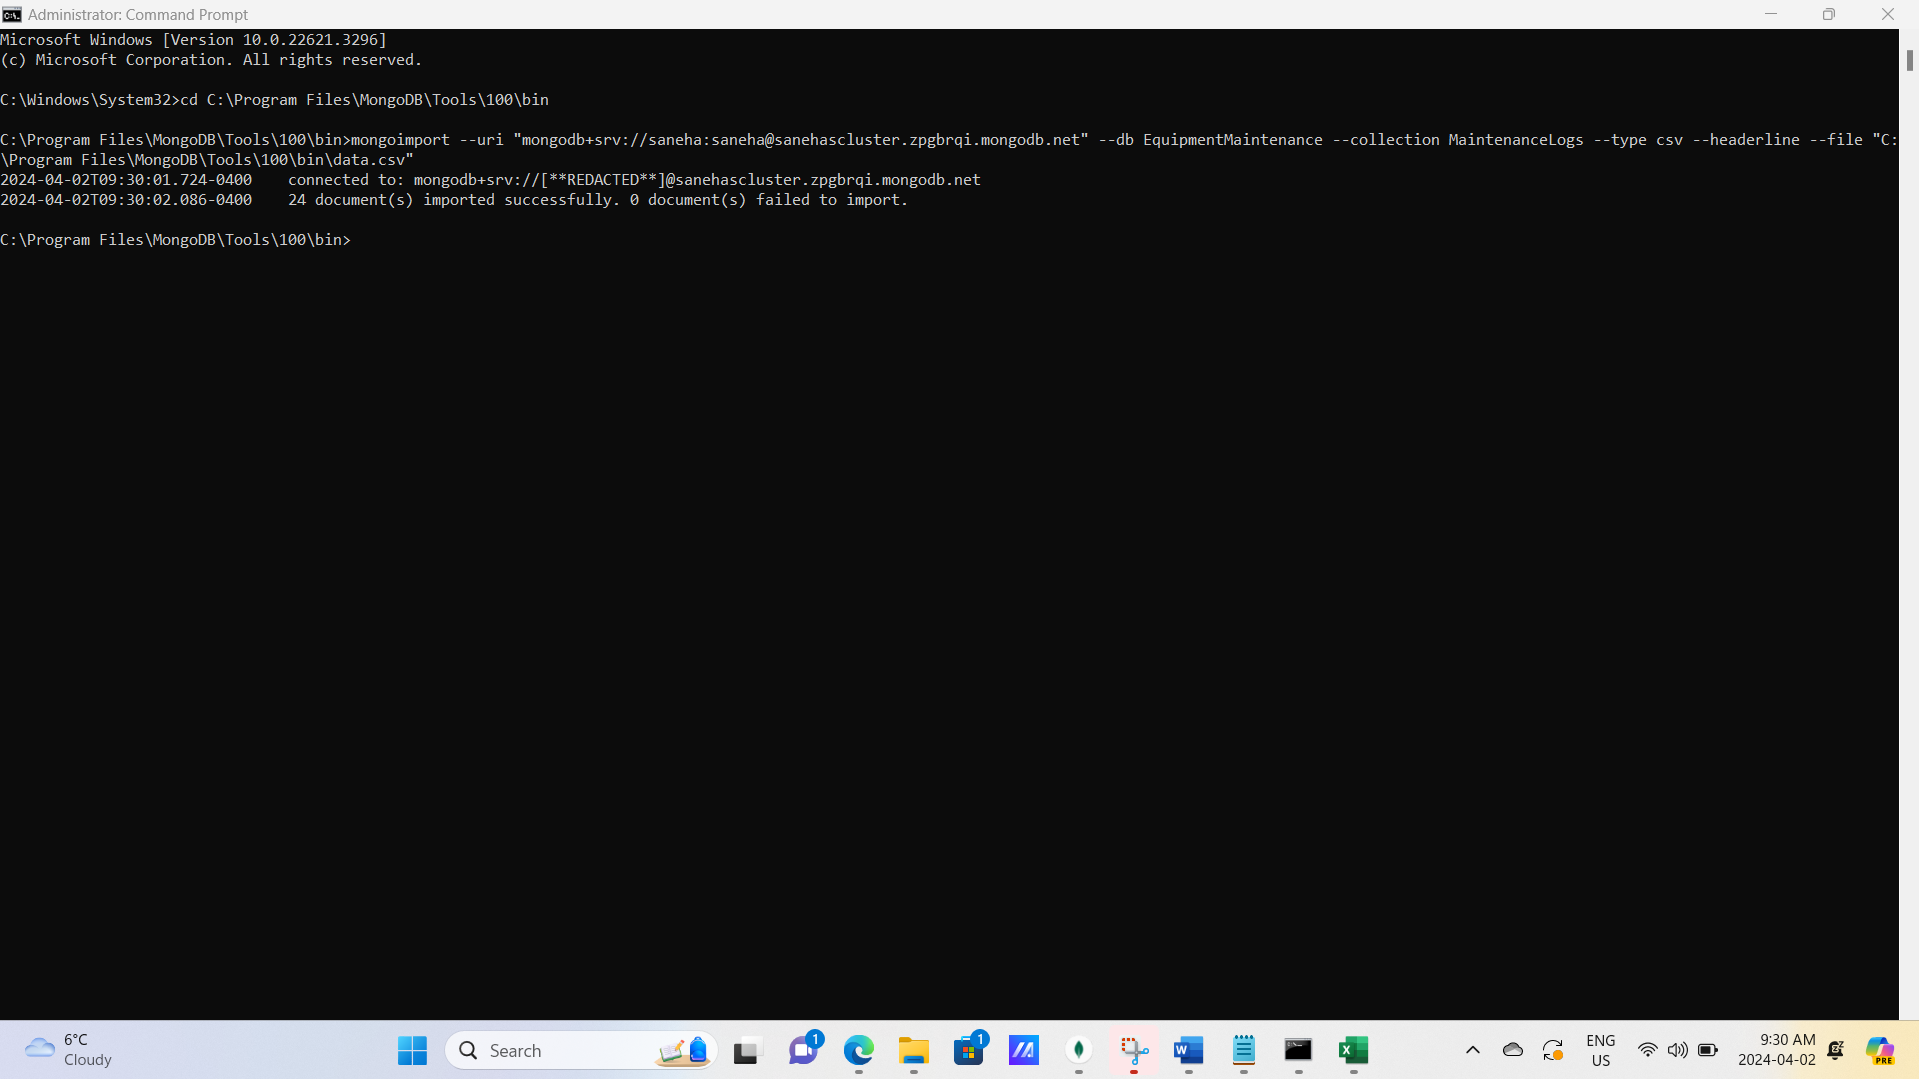 Administrator: Command Prompt
Microsoft Windows [Version 10.0.22621.3296]
(c) Microsoft Corporation. All rights reserved.
C:\Windows\System32>cd C:\Program Files\MongoDB\Tools\100\bin
C:\Program Files\MongoDB\Tools\100\bin>mongoimport --uri "mongodb+srv://saneha:saneha@sanehascluster.zpgbrqi.mongodb.net" --db EquipmentMaintenance --collection MaintenanceLogs --type csv --headerline --file "C:
\Program Files\MongoDB\Tools\100\bin\data.csv"
2024-04-02T09:30:01.724-0400    connected to: mongodb+srv://[**REDACTED**]@sanehascluster.zpgbrqi.mongodb.net
2024-04-02T09:30:02.086-0400    24 document(s) imported successfully. 0 document(s) failed to import.
C:\Program Files\MongoDB\Tools\100\bin>
6°C
Cloudy
Search
1
1
ENG
US
9:30 AM
2024-04-02
PRE